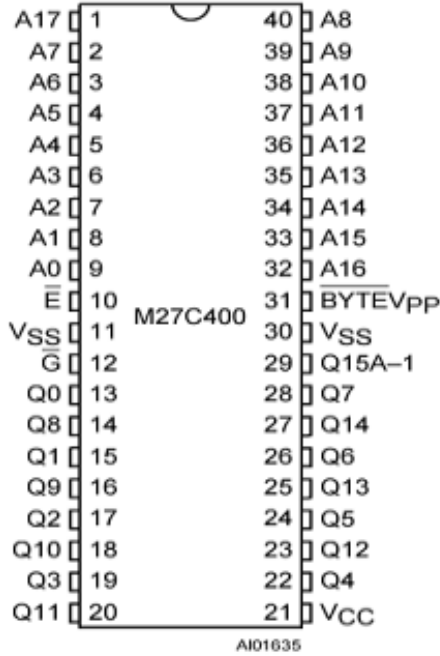 A17 1 40 A8
A7 2 39 A9
A6 3 38 A10
A5 4 37 A11
A4 5 36 A12
A3 6 35 A13
A2 7 34 A14
A1 8 33 A15
A0 9 32 A16
E̅ 10 31 B̅Y̅T̅E̅VPP
M27C400
VSS 11 30 VSS
G̅ 12 29 Q15A–1
Q0 13 28 Q7
Q8 14 27 Q14
Q1 15 26 Q6
Q9 16 25 Q13
Q2 17 24 Q5
Q10 18 23 Q12
Q3 19 22 Q4
Q11 20 21 VCC
AI01635